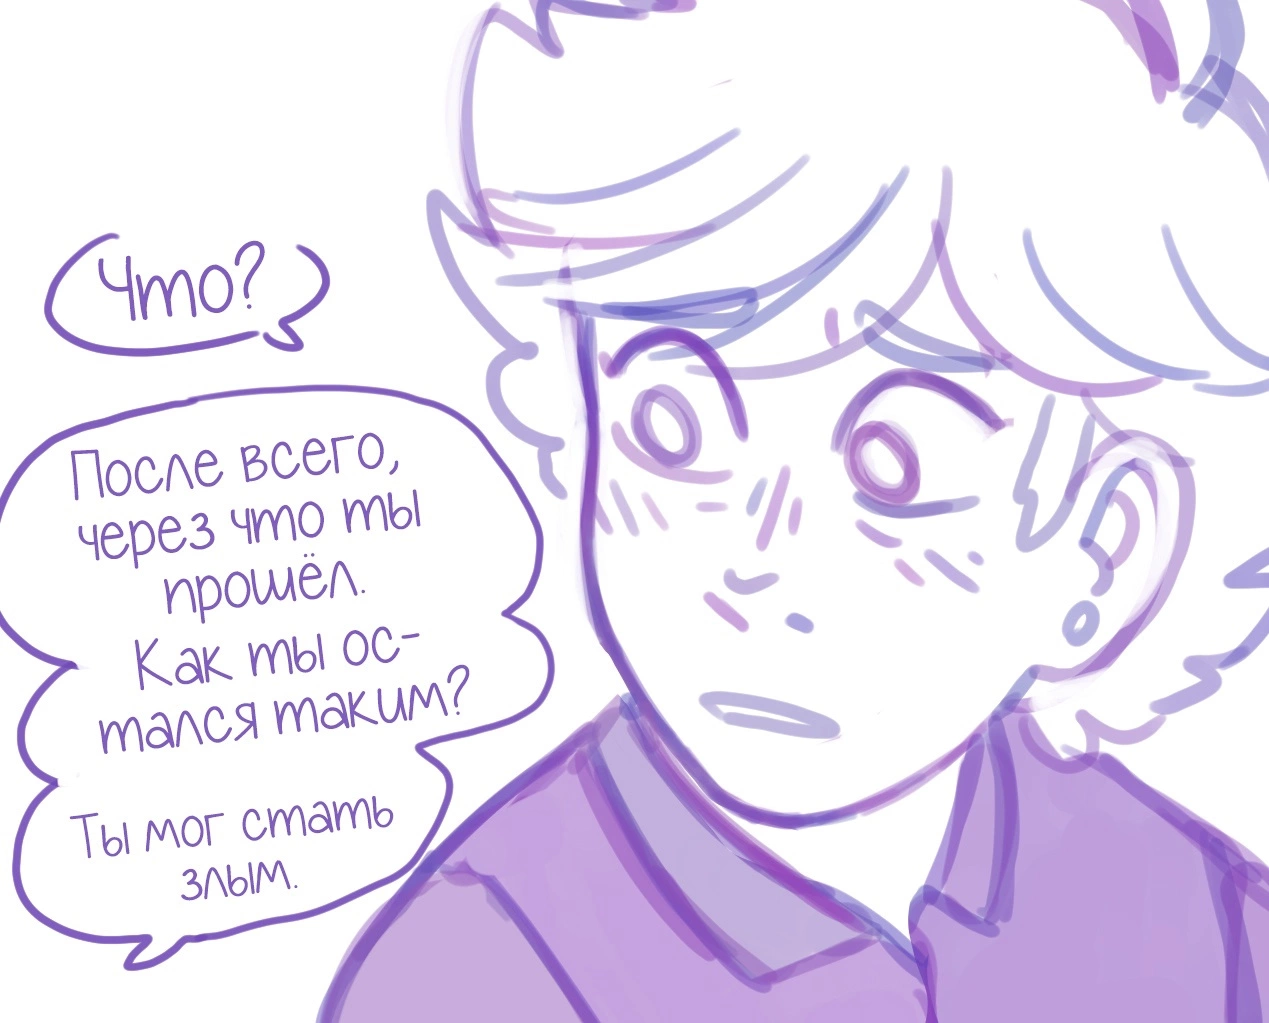 Что?
После всего,
через что ты
прошёл.
Как ты ос-
тался таким?
Ты мог стать
злым.